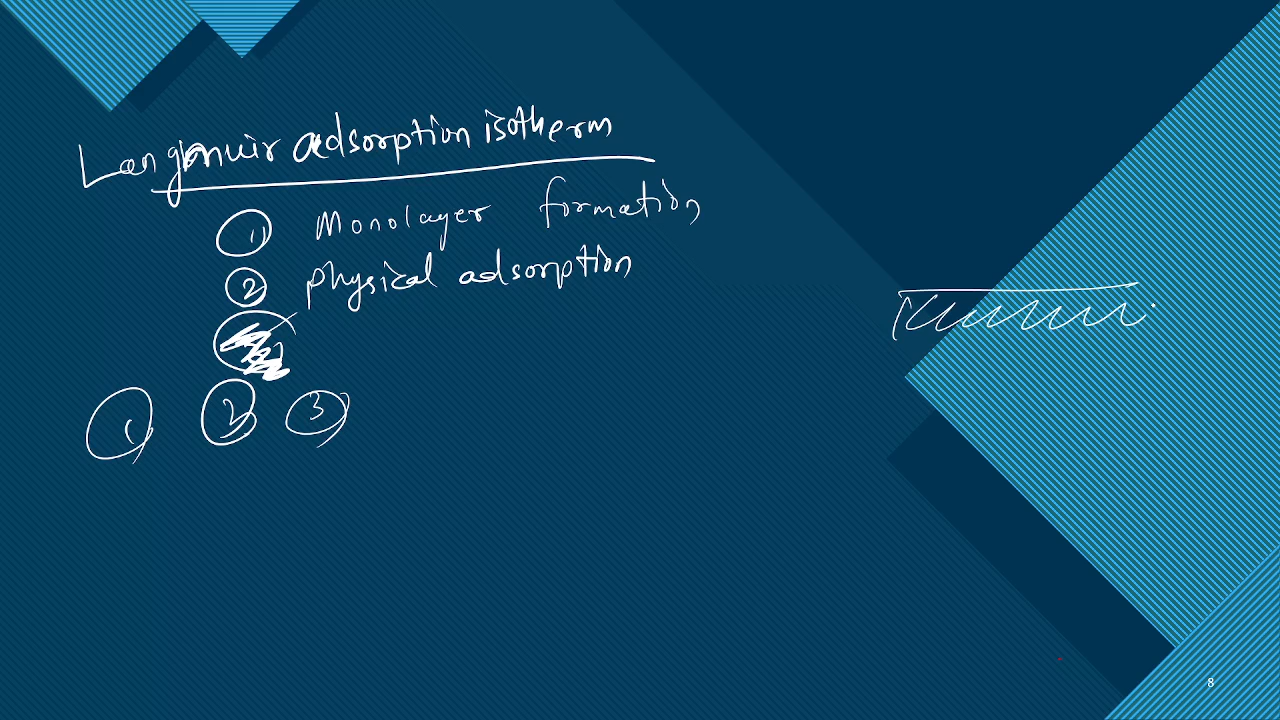 Langmuir adsorption isotherm
① Monolayer formation
② physical adsorption
① ② ③
8